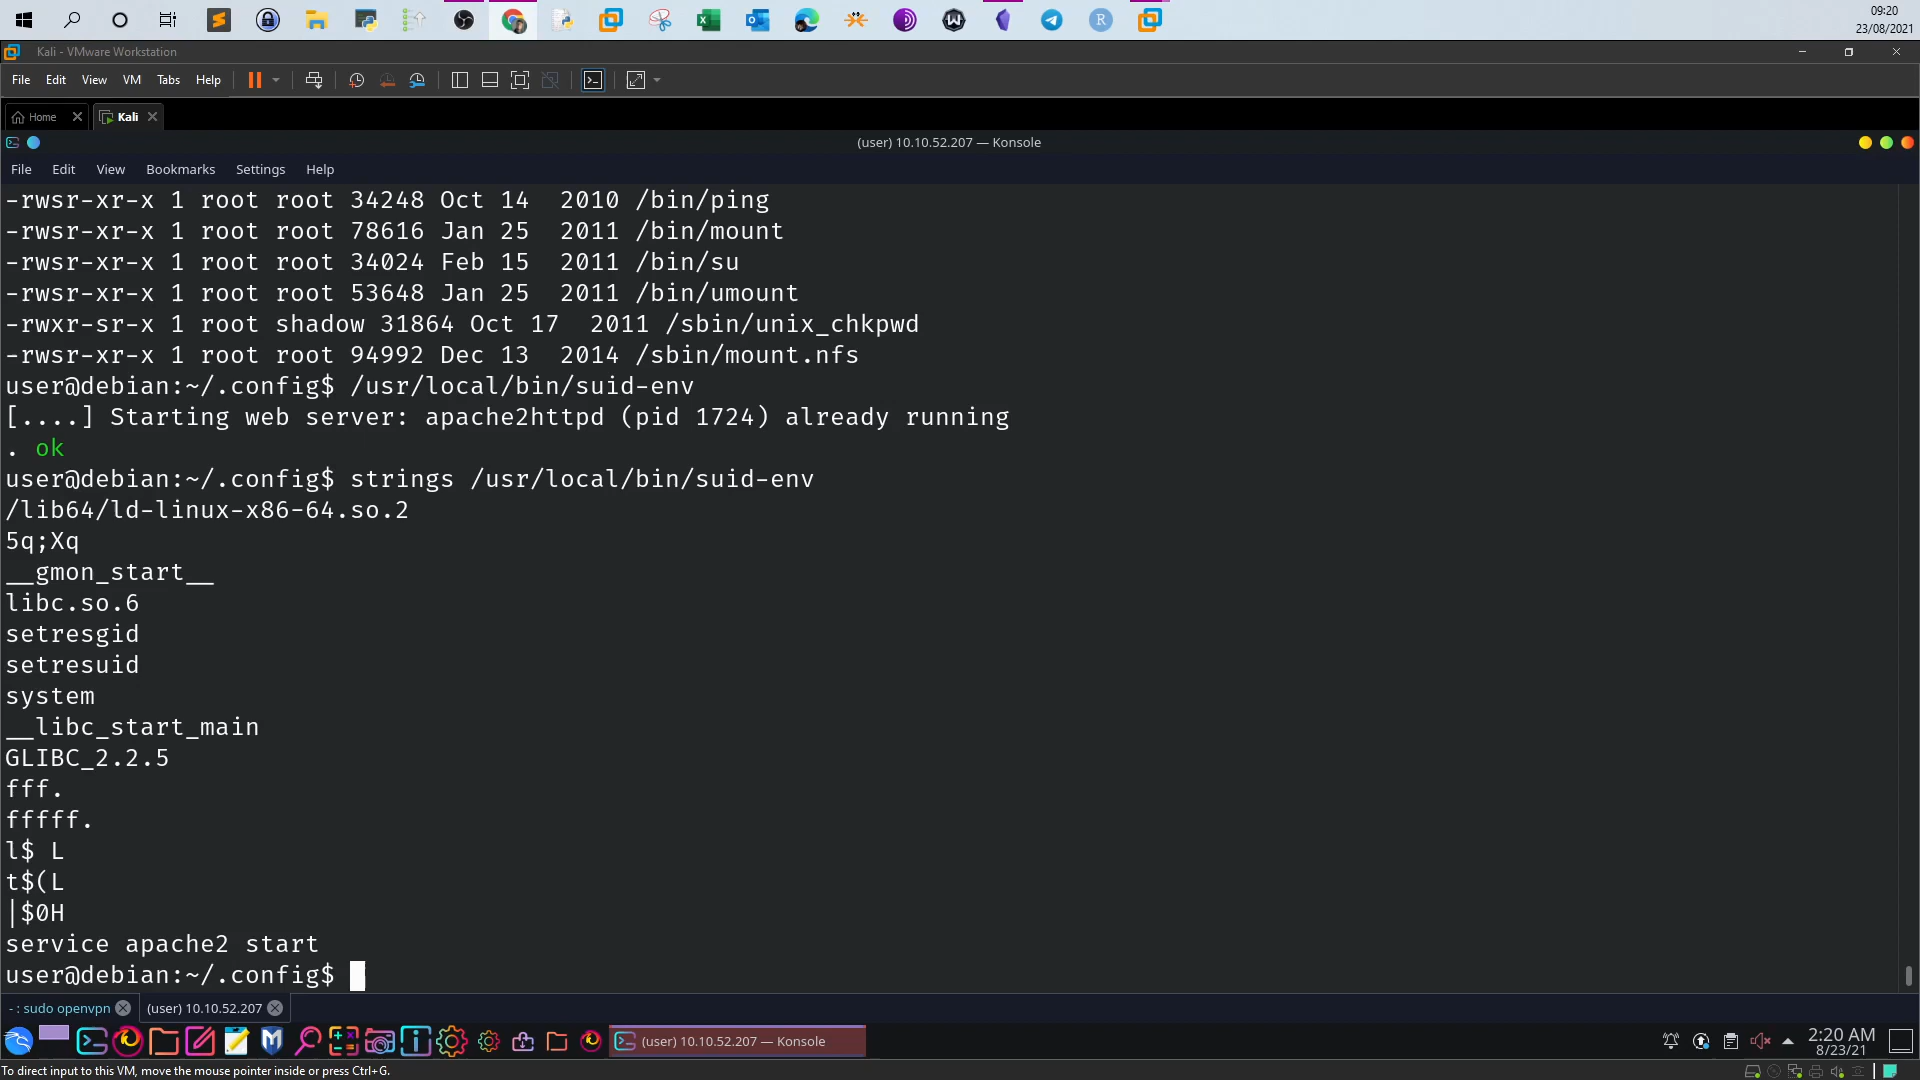 09:20
23/08/2021
Kali - VMware Workstation
File Edit View VM Tabs Help
Home Kali
(user) 10.10.52.207 — Konsole
File Edit View Bookmarks Settings Help
-rwsr-xr-x 1 root root 34248 Oct 14  2010 /bin/ping
-rwsr-xr-x 1 root root 78616 Jan 25  2011 /bin/mount
-rwsr-xr-x 1 root root 34024 Feb 15  2011 /bin/su
-rwsr-xr-x 1 root root 53648 Jan 25  2011 /bin/umount
-rwxr-sr-x 1 root shadow 31864 Oct 17  2011 /sbin/unix_chkpwd
-rwsr-xr-x 1 root root 94992 Dec 13  2014 /sbin/mount.nfs
user@debian:~/.config$ /usr/local/bin/suid-env
[....] Starting web server: apache2httpd (pid 1724) already running
. ok
user@debian:~/.config$ strings /usr/local/bin/suid-env
/lib64/ld-linux-x86-64.so.2
5q;Xq
__gmon_start__
libc.so.6
setresgid
setresuid
system
__libc_start_main
GLIBC_2.2.5
fff.
fffff.
l$ L
t$(L
|$0H
service apache2 start
user@debian:~/.config$
- : sudo openvpn (user) 10.10.52.207
(user) 10.10.52.207 — Konsole
2:20 AM
8/23/21
To direct input to this VM, move the mouse pointer inside or press Ctrl+G.